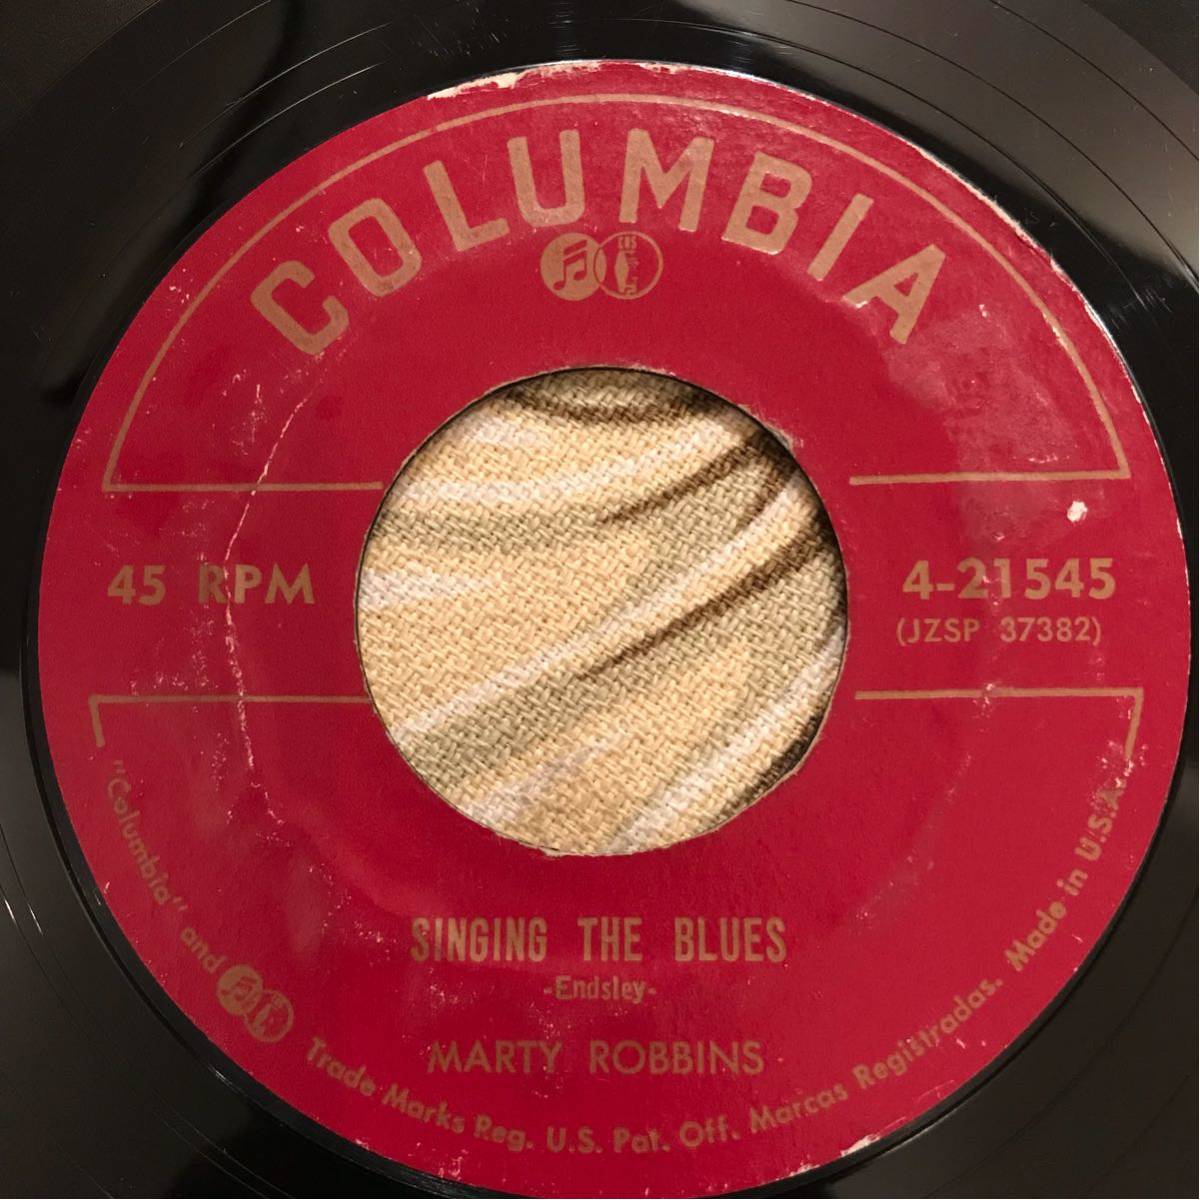 COLUMBIA
CBS
45 RPM
4-21545
(JZSP 37382)
SINGING THE BLUES
-Endsley-
MARTY ROBBINS
"Columbia" and Trade Marks Reg. U.S. Pat. Off. Marcas Registradas. Made in U.S.A.